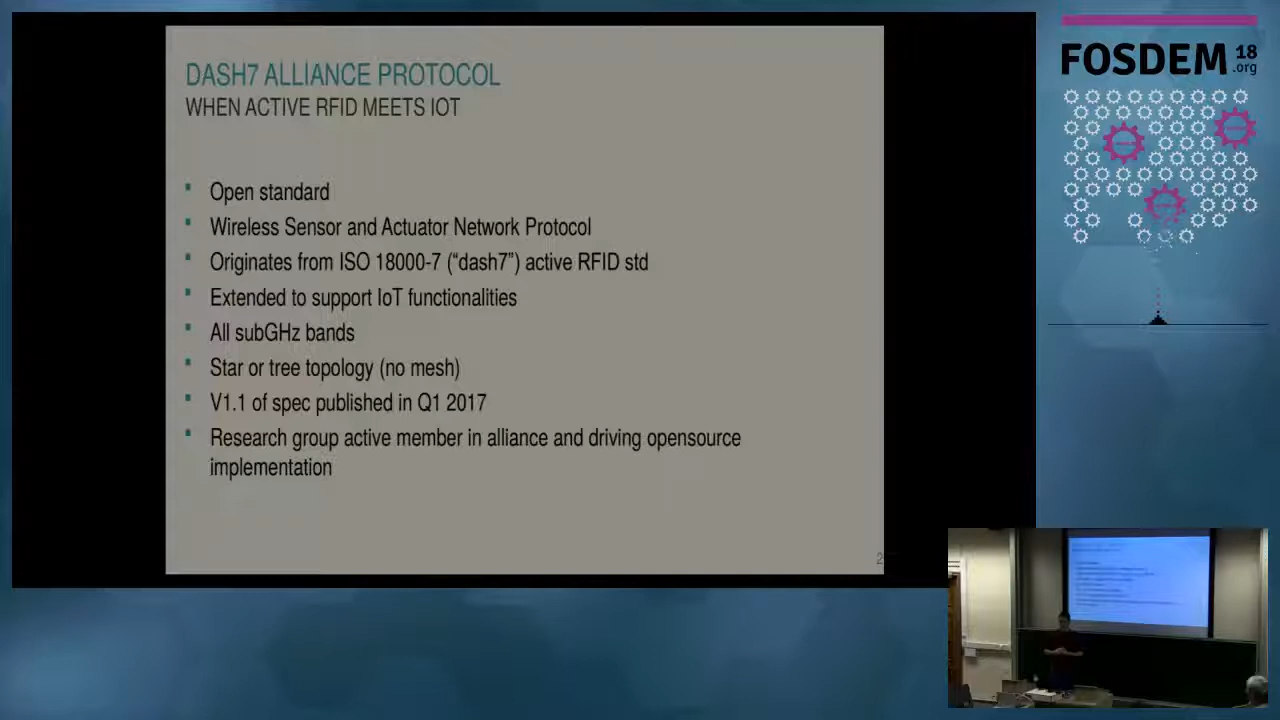 DASH7 ALLIANCE PROTOCOL
WHEN ACTIVE RFID MEETS IOT
Open standard
Wireless Sensor and Actuator Network Protocol
Originates from ISO 18000-7 (“dash7”) active RFID std
Extended to support IoT functionalities
All subGHz bands
Star or tree topology (no mesh)
V1.1 of spec published in Q1 2017
Research group active member in alliance and driving opensource
implementation
2
FOSDEM 18
.org